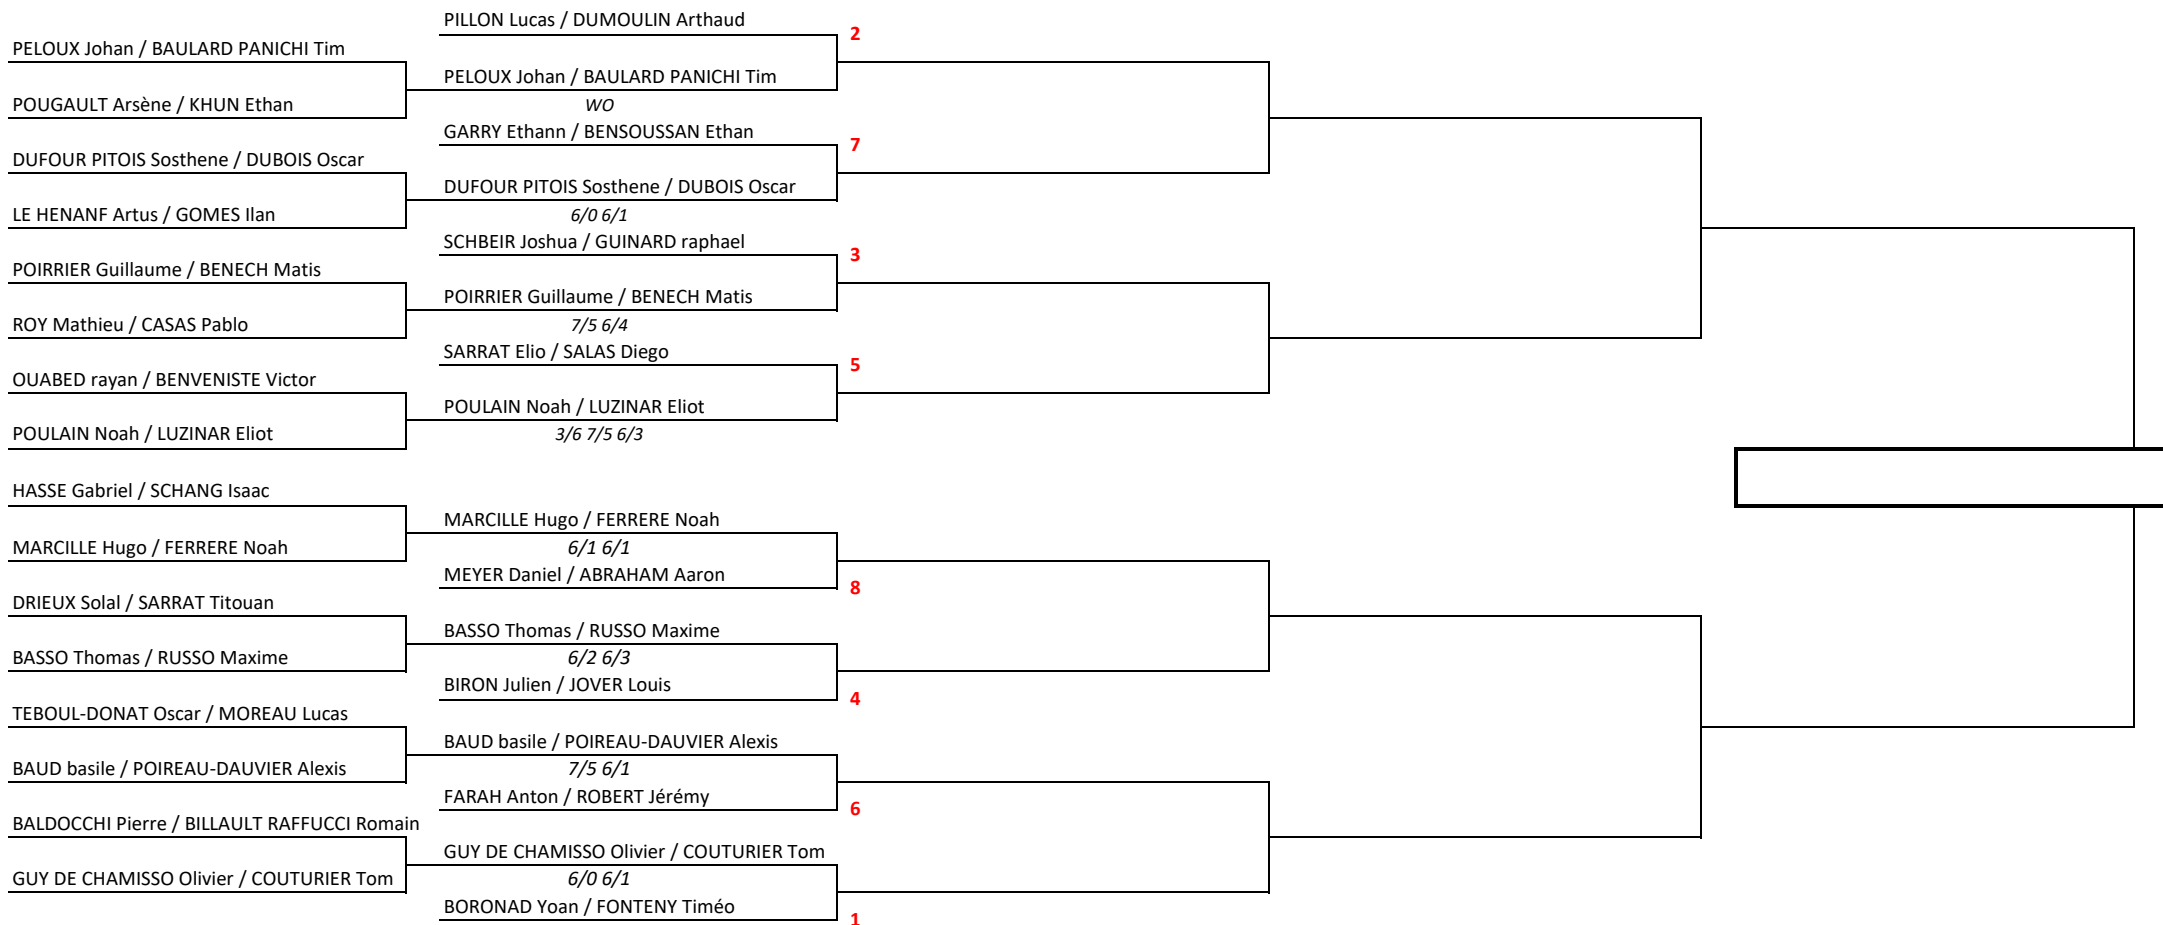 PILLON Lucas / DUMOULIN Arthaud
2
PELOUX Johan / BAULARD PANICHI Tim
PELOUX Johan / BAULARD PANICHI Tim
POUGAULT Arsène / KHUN Ethan
WO
GARRY Ethann / BENSOUSSAN Ethan
7
DUFOUR PITOIS Sosthene / DUBOIS Oscar
DUFOUR PITOIS Sosthene / DUBOIS Oscar
LE HENANF Artus / GOMES Ilan
6/0 6/1
SCHBEIR Joshua / GUINARD raphael
3
POIRRIER Guillaume / BENECH Matis
POIRRIER Guillaume / BENECH Matis
ROY Mathieu / CASAS Pablo
7/5 6/4
SARRAT Elio / SALAS Diego
5
OUABED rayan / BENVENISTE Victor
POULAIN Noah / LUZINAR Eliot
POULAIN Noah / LUZINAR Eliot
3/6 7/5 6/3
HASSE Gabriel / SCHANG Isaac
MARCILLE Hugo / FERRERE Noah
MARCILLE Hugo / FERRERE Noah
6/1 6/1
MEYER Daniel / ABRAHAM Aaron
8
DRIEUX Solal / SARRAT Titouan
BASSO Thomas / RUSSO Maxime
BASSO Thomas / RUSSO Maxime
6/2 6/3
BIRON Julien / JOVER Louis
4
TEBOUL-DONAT Oscar / MOREAU Lucas
BAUD basile / POIREAU-DAUVIER Alexis
BAUD basile / POIREAU-DAUVIER Alexis
7/5 6/1
FARAH Anton / ROBERT Jérémy
6
BALDOCCHI Pierre / BILLAULT RAFFUCCI Romain
GUY DE CHAMISSO Olivier / COUTURIER Tom
GUY DE CHAMISSO Olivier / COUTURIER Tom
6/0 6/1
BORONAD Yoan / FONTENY Timéo
1